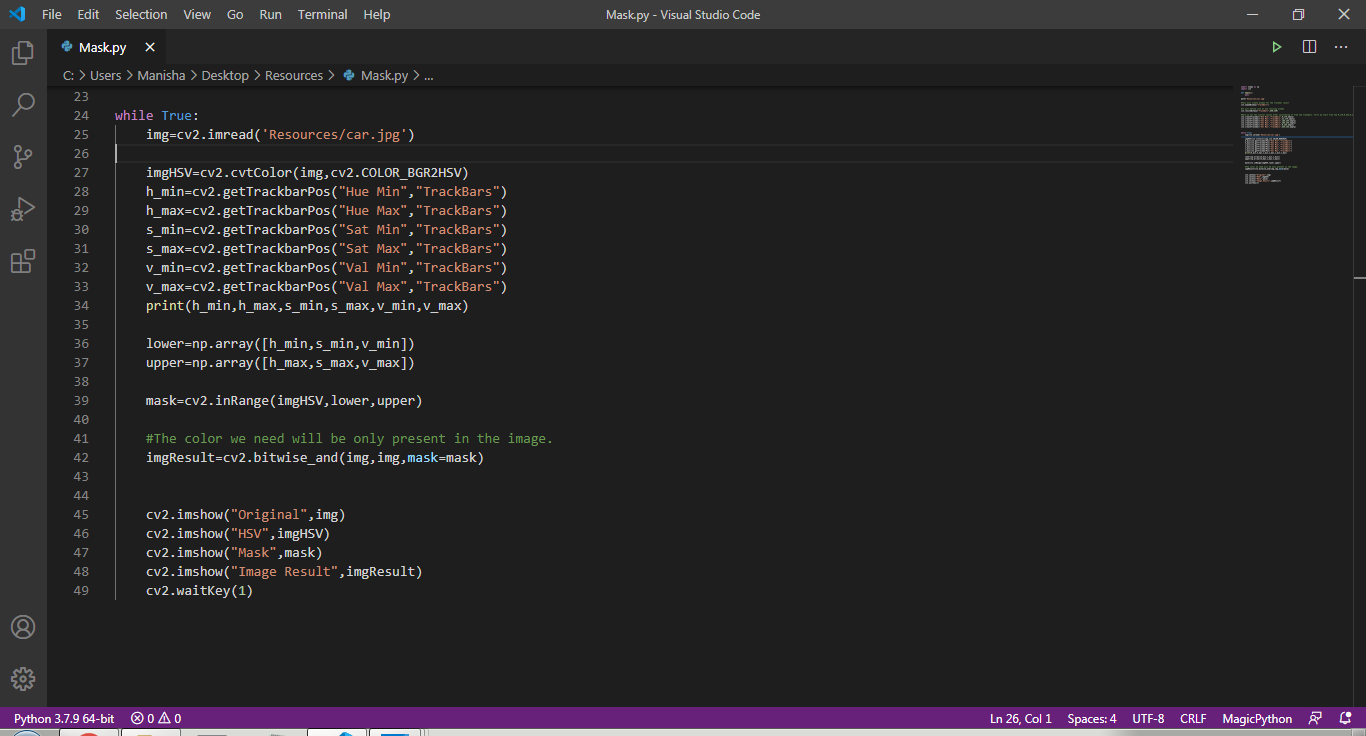 File Edit Selection View Go Run Terminal Help Mask.py - Visual Studio Code
Mask.py
C: > Users > Manisha > Desktop > Resources > Mask.py > ...
23
24 while True:
25 img=cv2.imread('Resources/car.jpg')
26
27 imgHSV=cv2.cvtColor(img,cv2.COLOR_BGR2HSV)
28 h_min=cv2.getTrackbarPos("Hue Min","TrackBars")
29 h_max=cv2.getTrackbarPos("Hue Max","TrackBars")
30 s_min=cv2.getTrackbarPos("Sat Min","TrackBars")
31 s_max=cv2.getTrackbarPos("Sat Max","TrackBars")
32 v_min=cv2.getTrackbarPos("Val Min","TrackBars")
33 v_max=cv2.getTrackbarPos("Val Max","TrackBars")
34 print(h_min,h_max,s_min,s_max,v_min,v_max)
35
36 lower=np.array([h_min,s_min,v_min])
37 upper=np.array([h_max,s_max,v_max])
38
39 mask=cv2.inRange(imgHSV,lower,upper)
40
41 #The color we need will be only present in the image.
42 imgResult=cv2.bitwise_and(img,img,mask=mask)
43
44
45 cv2.imshow("Original",img)
46 cv2.imshow("HSV",imgHSV)
47 cv2.imshow("Mask",mask)
48 cv2.imshow("Image Result",imgResult)
49 cv2.waitKey(1)
Python 3.7.9 64-bit 0 0 Ln 26, Col 1 Spaces: 4 UTF-8 CRLF MagicPython